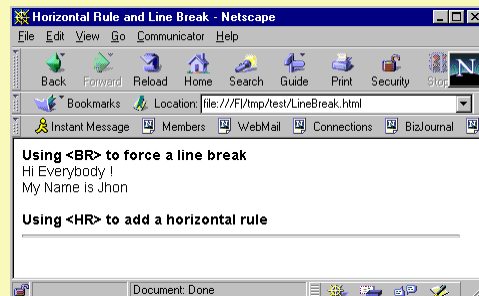 Horizontal Rule and Line Break - Netscape
File Edit View Go Communicator Help
Back Forward Reload Home Search Guide Print Security Stop N
Bookmarks Location: file:///F|/tmp/test/LineBreak.html
Instant Message Members WebMail Connections BizJournal
Using <BR> to force a line break
Hi Everybody !
My Name is Jhon
Using <HR> to add a horizontal rule
Document: Done